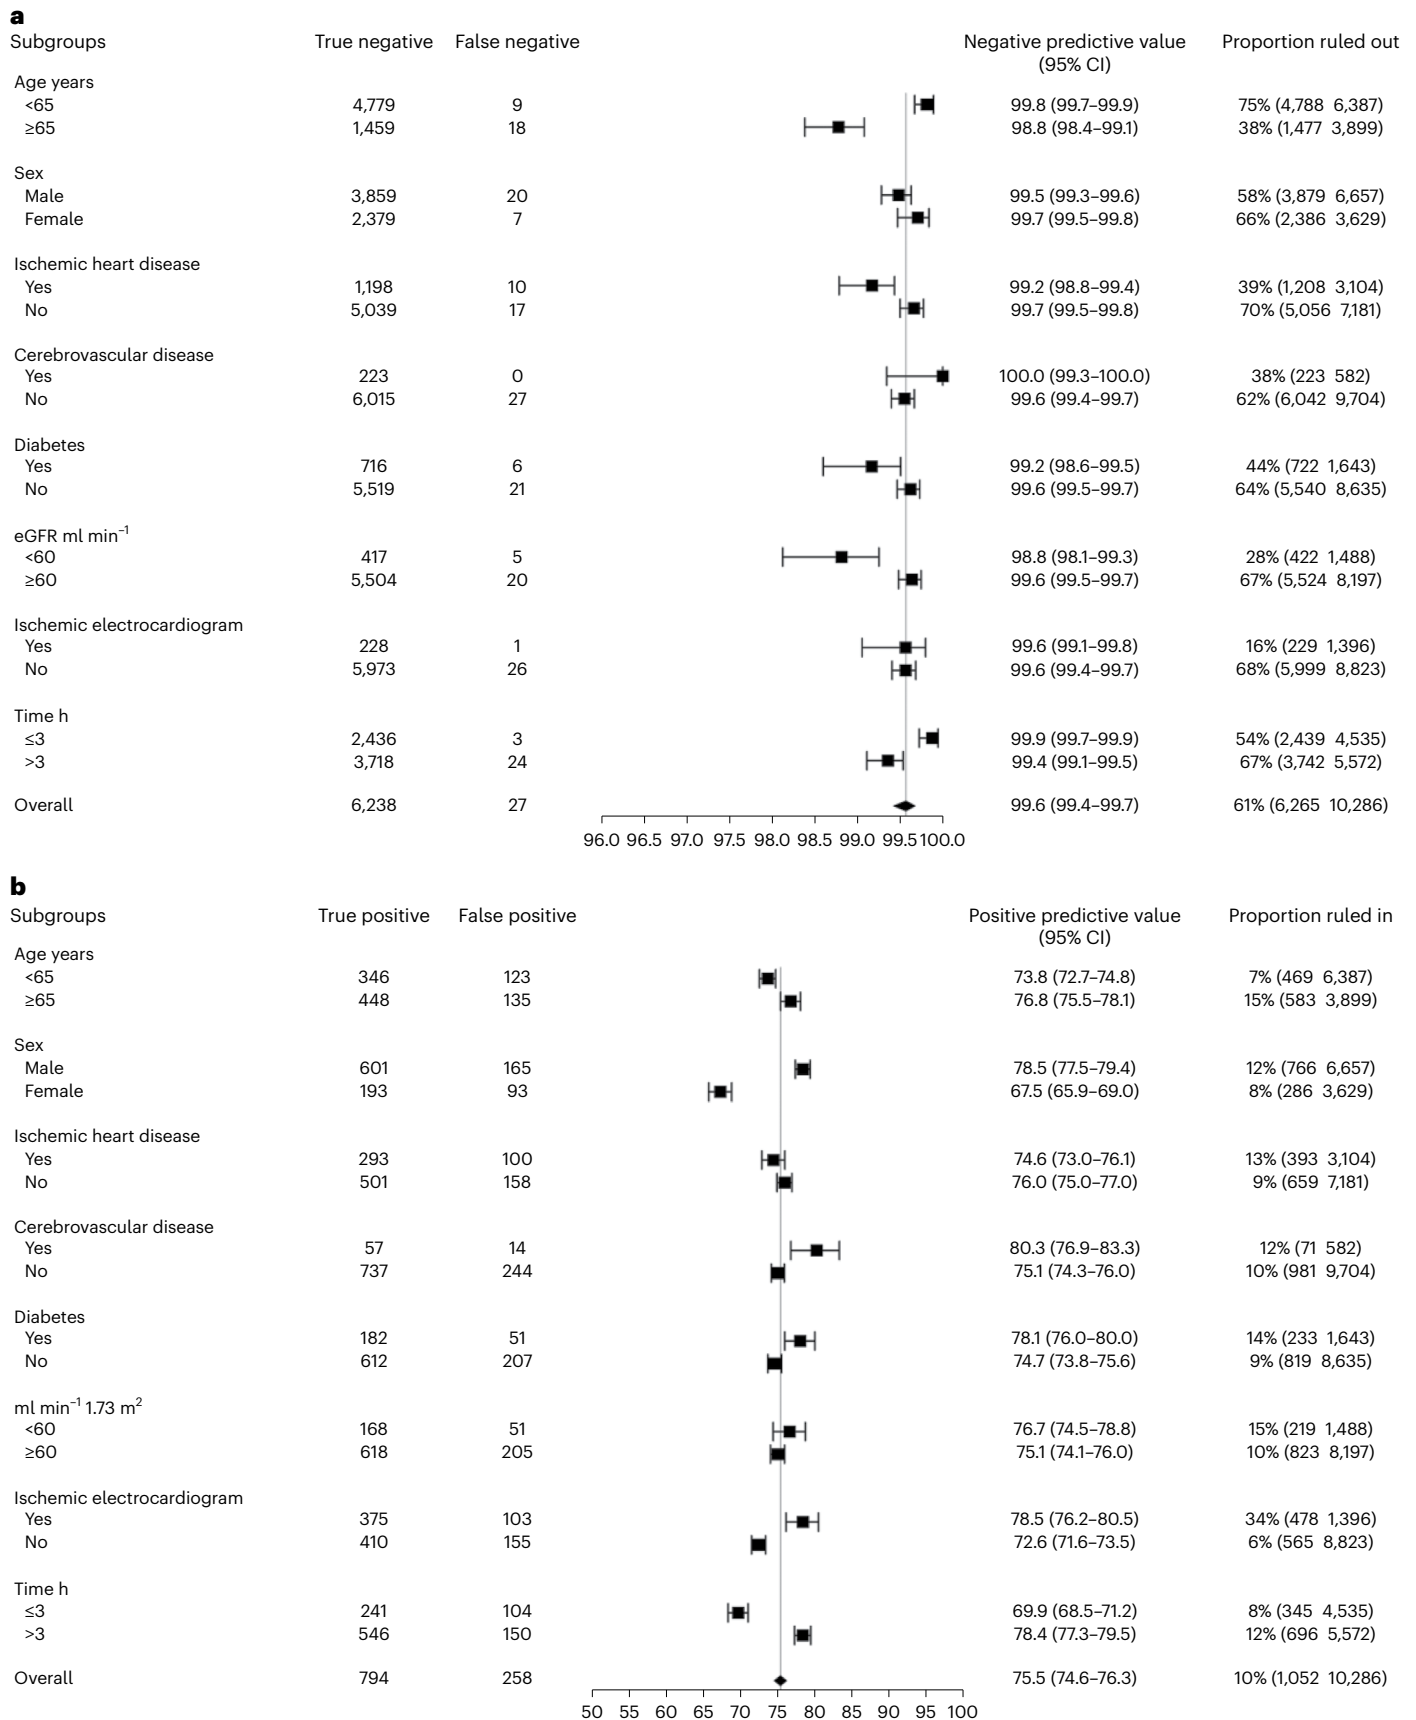 a
Subgroups True negative False negative Negative predictive value (95% CI) Proportion ruled out
Age years
<65 4,779 9 99.8 (99.7–99.9) 75% (4,788 6,387)
≥65 1,459 18 98.8 (98.4–99.1) 38% (1,477 3,899)
Sex
Male 3,859 20 99.5 (99.3–99.6) 58% (3,879 6,657)
Female 2,379 7 99.7 (99.5–99.8) 66% (2,386 3,629)
Ischemic heart disease
Yes 1,198 10 99.2 (98.8–99.4) 39% (1,208 3,104)
No 5,039 17 99.7 (99.5–99.8) 70% (5,056 7,181)
Cerebrovascular disease
Yes 223 0 100.0 (99.3–100.0) 38% (223 582)
No 6,015 27 99.6 (99.4–99.7) 62% (6,042 9,704)
Diabetes
Yes 716 6 99.2 (98.6–99.5) 44% (722 1,643)
No 5,519 21 99.6 (99.5–99.7) 64% (5,540 8,635)
eGFR ml min⁻¹
<60 417 5 98.8 (98.1–99.3) 28% (422 1,488)
≥60 5,504 20 99.6 (99.5–99.7) 67% (5,524 8,197)
Ischemic electrocardiogram
Yes 228 1 99.6 (99.1–99.8) 16% (229 1,396)
No 5,973 26 99.6 (99.4–99.7) 68% (5,999 8,823)
Time h
≤3 2,436 3 99.9 (99.7–99.9) 54% (2,439 4,535)
>3 3,718 24 99.4 (99.1–99.5) 67% (3,742 5,572)
Overall 6,238 27 99.6 (99.4–99.7) 61% (6,265 10,286)
96.0 96.5 97.0 97.5 98.0 98.5 99.0 99.5 100.0
b
Subgroups True positive False positive Positive predictive value (95% CI) Proportion ruled in
Age years
<65 346 123 73.8 (72.7–74.8) 7% (469 6,387)
≥65 448 135 76.8 (75.5–78.1) 15% (583 3,899)
Sex
Male 601 165 78.5 (77.5–79.4) 12% (766 6,657)
Female 193 93 67.5 (65.9–69.0) 8% (286 3,629)
Ischemic heart disease
Yes 293 100 74.6 (73.0–76.1) 13% (393 3,104)
No 501 158 76.0 (75.0–77.0) 9% (659 7,181)
Cerebrovascular disease
Yes 57 14 80.3 (76.9–83.3) 12% (71 582)
No 737 244 75.1 (74.3–76.0) 10% (981 9,704)
Diabetes
Yes 182 51 78.1 (76.0–80.0) 14% (233 1,643)
No 612 207 74.7 (73.8–75.6) 9% (819 8,635)
ml min⁻¹ 1.73 m²
<60 168 51 76.7 (74.5–78.8) 15% (219 1,488)
≥60 618 205 75.1 (74.1–76.0) 10% (823 8,197)
Ischemic electrocardiogram
Yes 375 103 78.5 (76.2–80.5) 34% (478 1,396)
No 410 155 72.6 (71.6–73.5) 6% (565 8,823)
Time h
≤3 241 104 69.9 (68.5–71.2) 8% (345 4,535)
>3 546 150 78.4 (77.3–79.5) 12% (696 5,572)
Overall 794 258 75.5 (74.6–76.3) 10% (1,052 10,286)
50 55 60 65 70 75 80 85 90 95 100